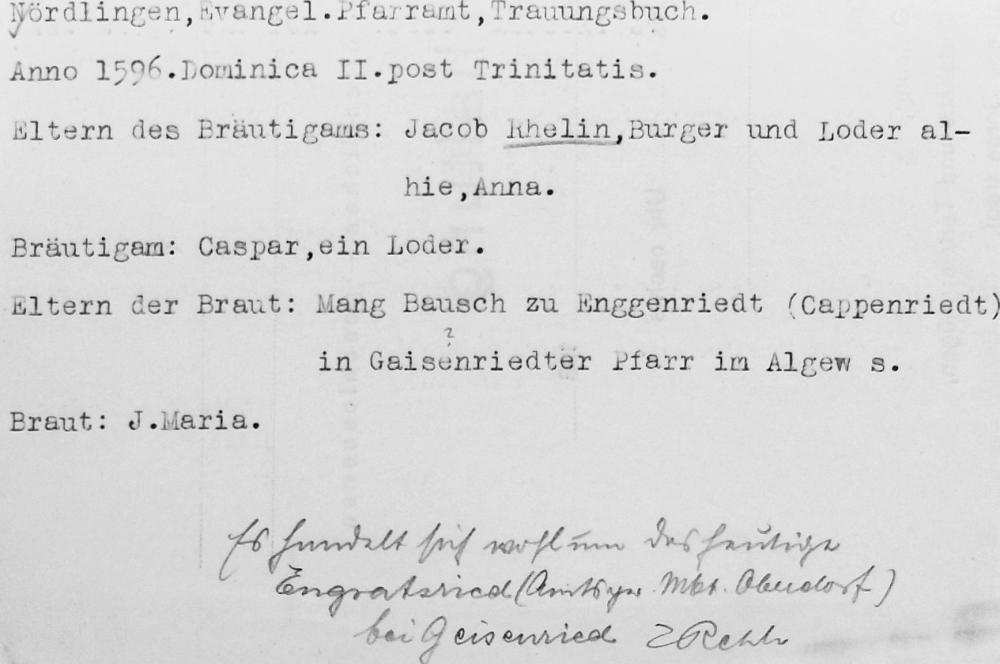 Nördlingen,Evangel.Pfarramt,Trauungsbuch.
Anno 1596.Dominica II.post Trinitatis.
Eltern des Bräutigams: Jacob Rhelin,Burger und Loder al-
hie,Anna.
Bräutigam: Caspar,ein Loder.
Eltern der Braut: Mang Bausch zu Enggenriedt (Cappenriedt)
?
in Gaisenriedter Pfarr im Algew s.
Braut: J.Maria.
Es handelt sich wohl um das heutige
Engratsried (Amtsger. Mkt. Oberdorf)
bei Geisenried